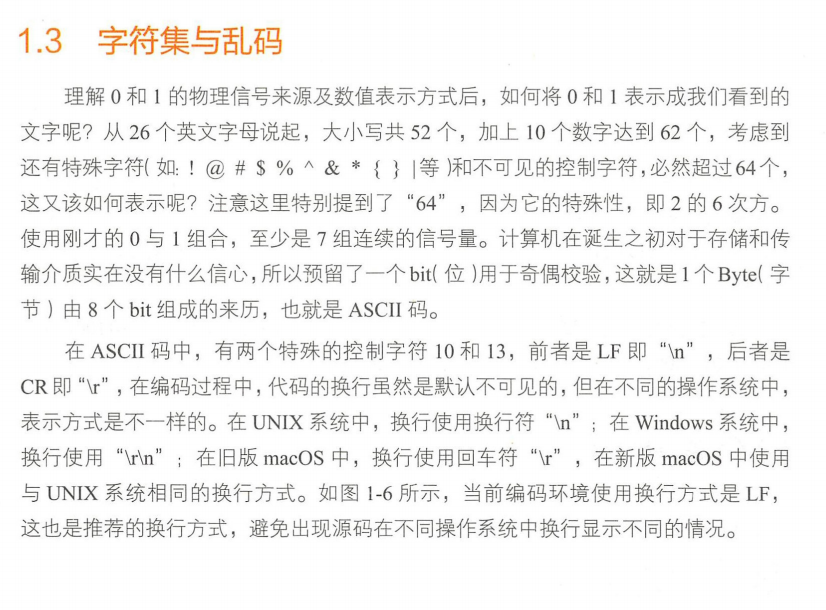 1.3 字符集与乱码
理解 0 和 1 的物理信号来源及数值表示方式后，如何将 0 和 1 表示成我们看到的
文字呢？从 26 个英文字母说起，大小写共 52 个，加上 10 个数字达到 62 个，考虑到
还有特殊字符( 如: ! @ # $ % ^ & * { } |等 )和不可见的控制字符，必然超过 64 个，
这又该如何表示呢？注意这里特别提到了“64”，因为它的特殊性，即 2 的 6 次方。
使用刚才的 0 与 1 组合，至少是 7 组连续的信号量。计算机在诞生之初对于存储和传
输介质实在没有什么信心，所以预留了一个 bit( 位 )用于奇偶校验，这就是 1 个 Byte( 字
节 ) 由 8 个 bit 组成的来历，也就是 ASCII 码。
在 ASCII 码中，有两个特殊的控制字符 10 和 13，前者是 LF 即“\n”，后者是
CR 即“\r”，在编码过程中，代码的换行虽然是默认不可见的，但在不同的操作系统中，
表示方式是不一样的。在 UNIX 系统中，换行使用换行符“\n”；在 Windows 系统中，
换行使用“\r\n”；在旧版 macOS 中，换行使用回车符“\r”，在新版 macOS 中使用
与 UNIX 系统相同的换行方式。如图 1-6 所示，当前编码环境使用换行方式是 LF，
这也是推荐的换行方式，避免出现源码在不同操作系统中换行显示不同的情况。